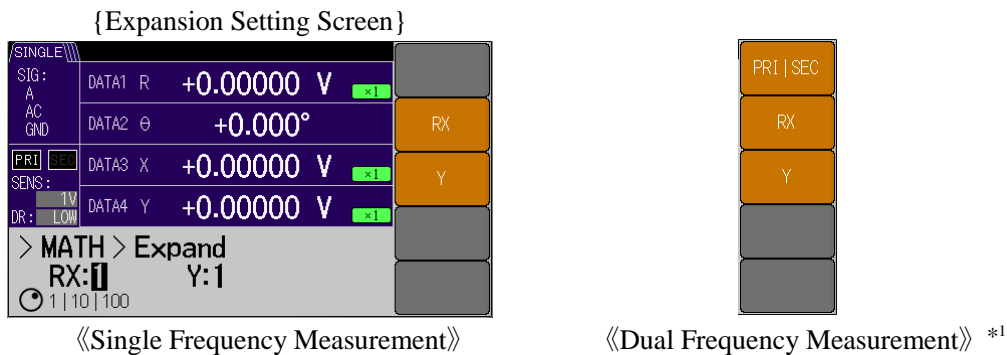 {Expansion Setting Screen}
SINGLE
SIG:
A
AC
GND
PRI SEC
SENS:
1V
DR: LOW
DATA1 R +0.00000 V ×1
DATA2 θ +0.000°
DATA3 X +0.00000 V ×1
DATA4 Y +0.00000 V ×1
> MATH > Expand
RX:1 Y:1
1|10|100
RX
Y
《Single Frequency Measurement》
PRI|SEC
RX
Y
《Dual Frequency Measurement》 *1